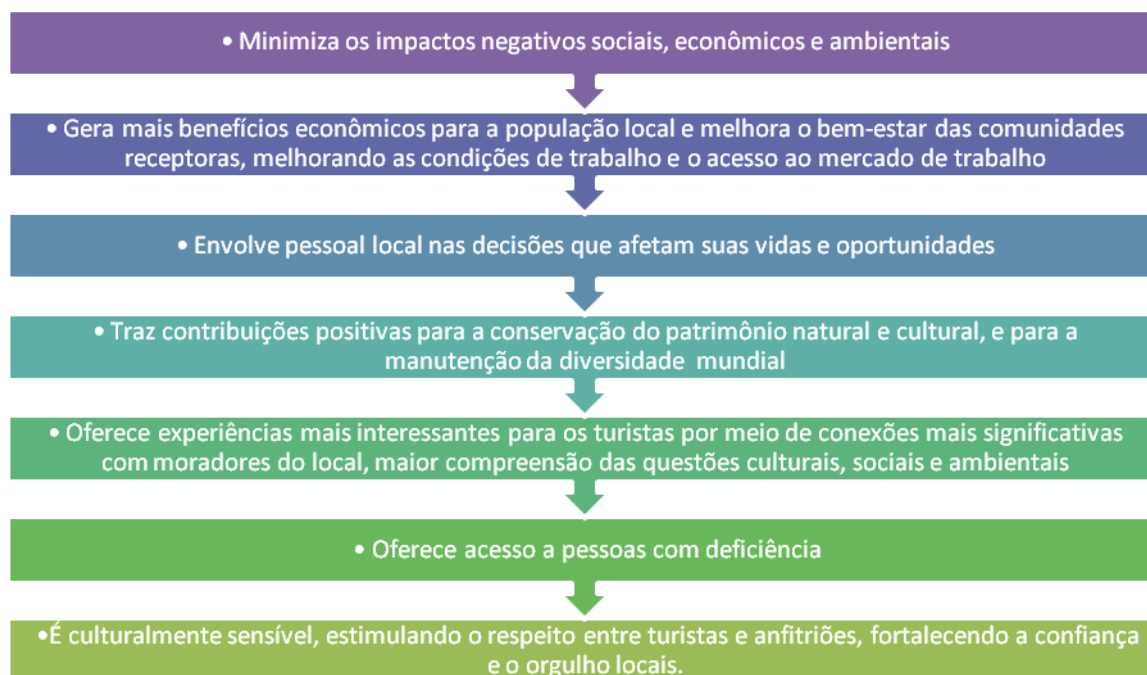 • Minimiza os impactos negativos sociais, econômicos e ambientais
• Gera mais benefícios econômicos para a população local e melhora o bem-estar das comunidades
receptoras, melhorando as condições de trabalho e o acesso ao mercado de trabalho
• Envolve pessoal local nas decisões que afetam suas vidas e oportunidades
• Traz contribuições positivas para a conservação do patrimônio natural e cultural, e para a
manutenção da diversidade mundial
• Oferece experiências mais interessantes para os turistas por meio de conexões mais significativas
com moradores do local, maior compreensão das questões culturais, sociais e ambientais
• Oferece acesso a pessoas com deficiência
•É culturalmente sensível, estimulando o respeito entre turistas e anfitriões, fortalecendo a confiança
e o orgulho locais.